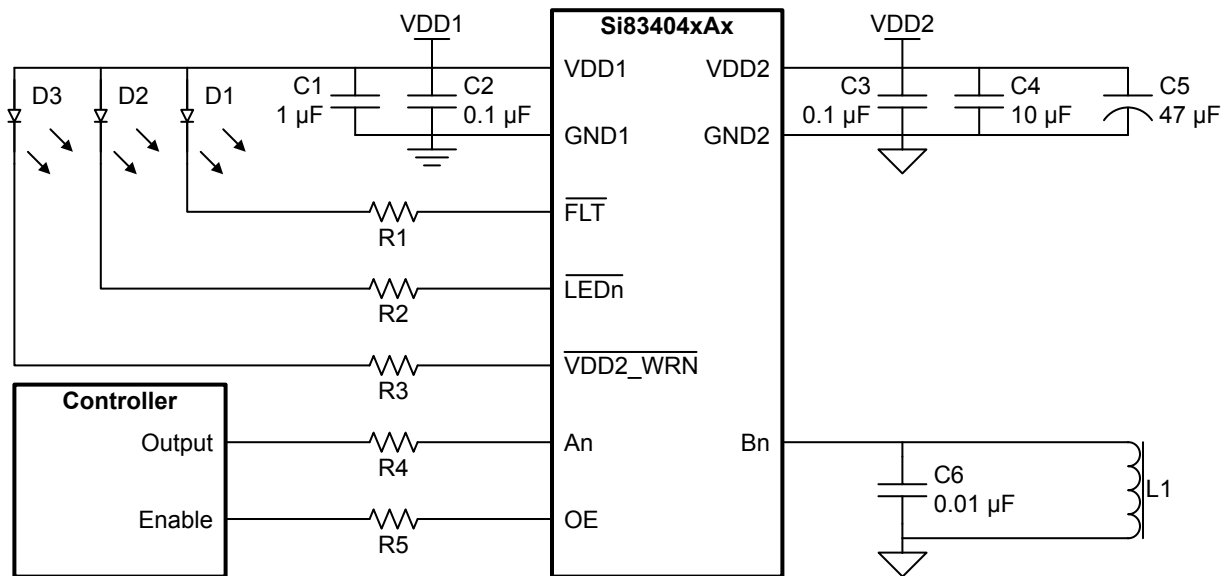 VDD1
Si83404xAx
VDD2
VDD1
VDD2
D3
D2
D1
C1
1 µF
C2
0.1 µF
C3
0.1 µF
C4
10 µF
C5
47 µF
GND1
GND2
FLT
R1
LEDn
R2
VDD2_WRN
R3
Controller
Output
R4
An
Bn
C6
0.01 µF
L1
Enable
R5
OE